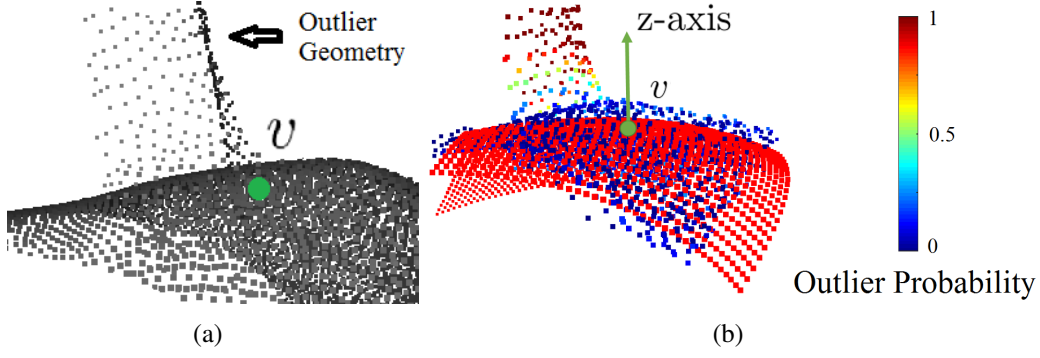 Outlier
Geometry
v
(a)
z-axis
v
(b)
1
0.5
0
Outlier Probability